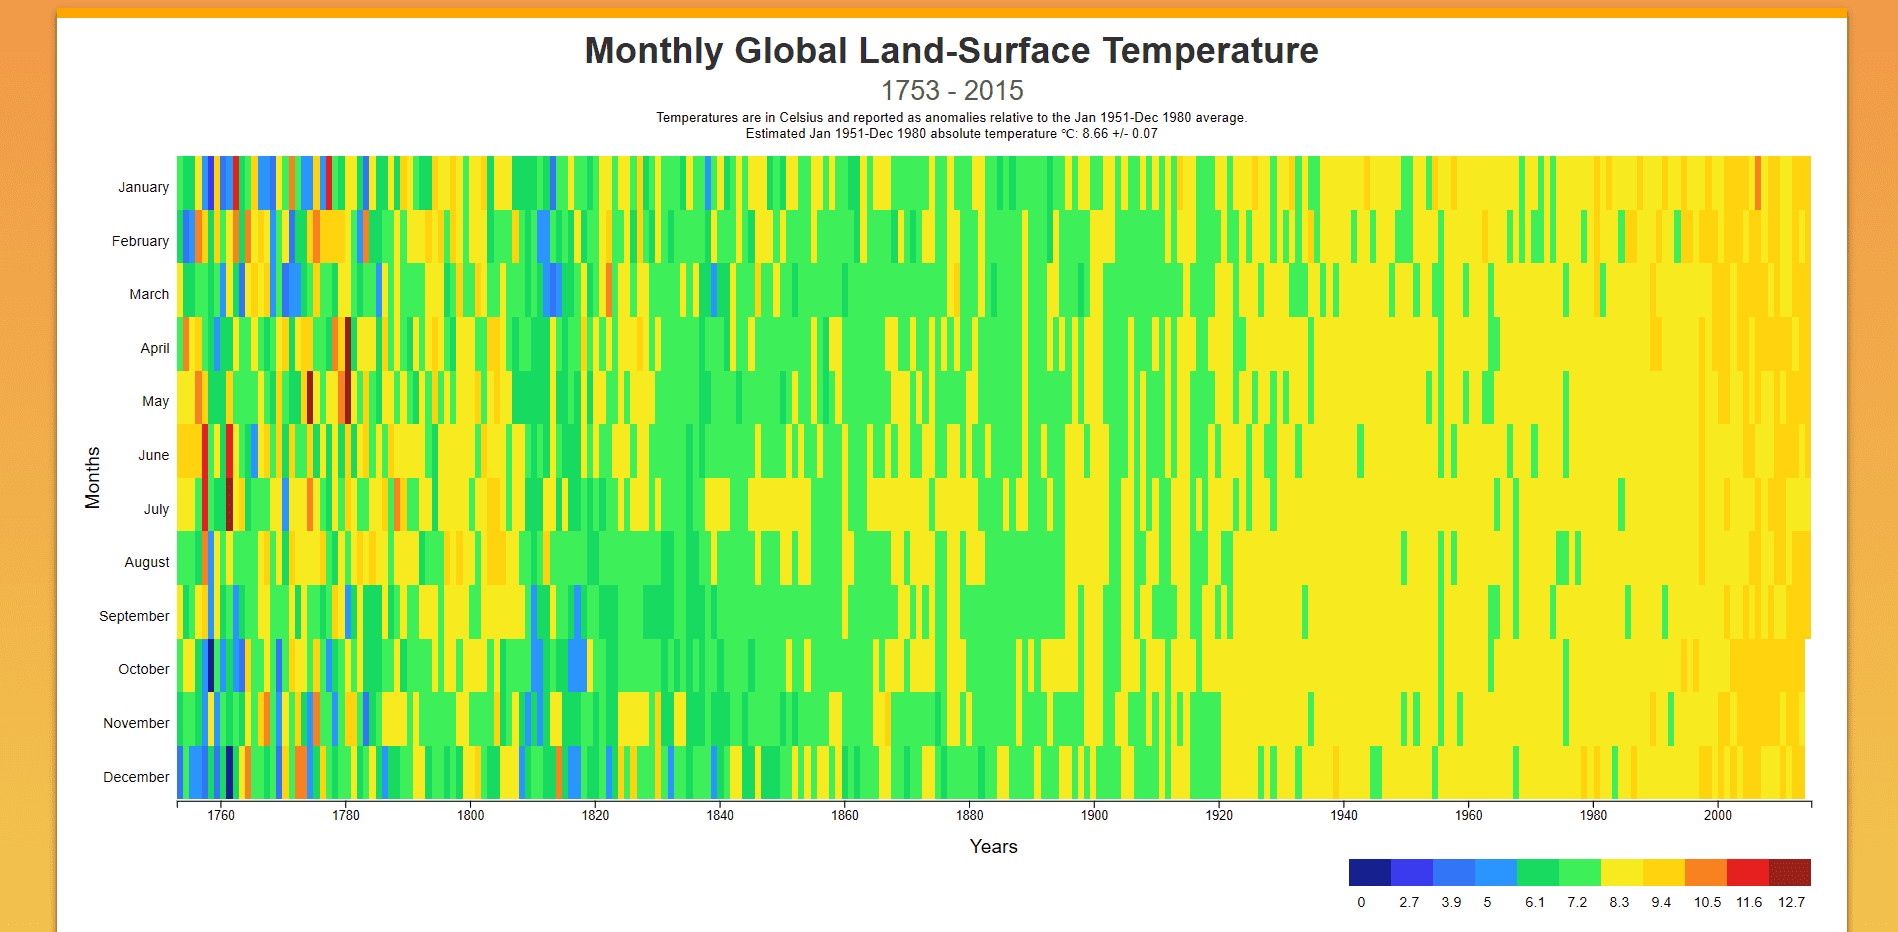 Monthly Global Land-Surface Temperature
1753 - 2015
Temperatures are in Celsius and reported as anomalies relative to the Jan 1951-Dec 1980 average.
Estimated Jan 1951-Dec 1980 absolute temperature ℃: 8.66 +/- 0.07
January
February
March
April
May
June
July
August
September
October
November
December
Months
1760 1780 1800 1820 1840 1860 1880 1900 1920 1940 1960 1980 2000
Years
0 2.7 3.9 5 6.1 7.2 8.3 9.4 10.5 11.6 12.7